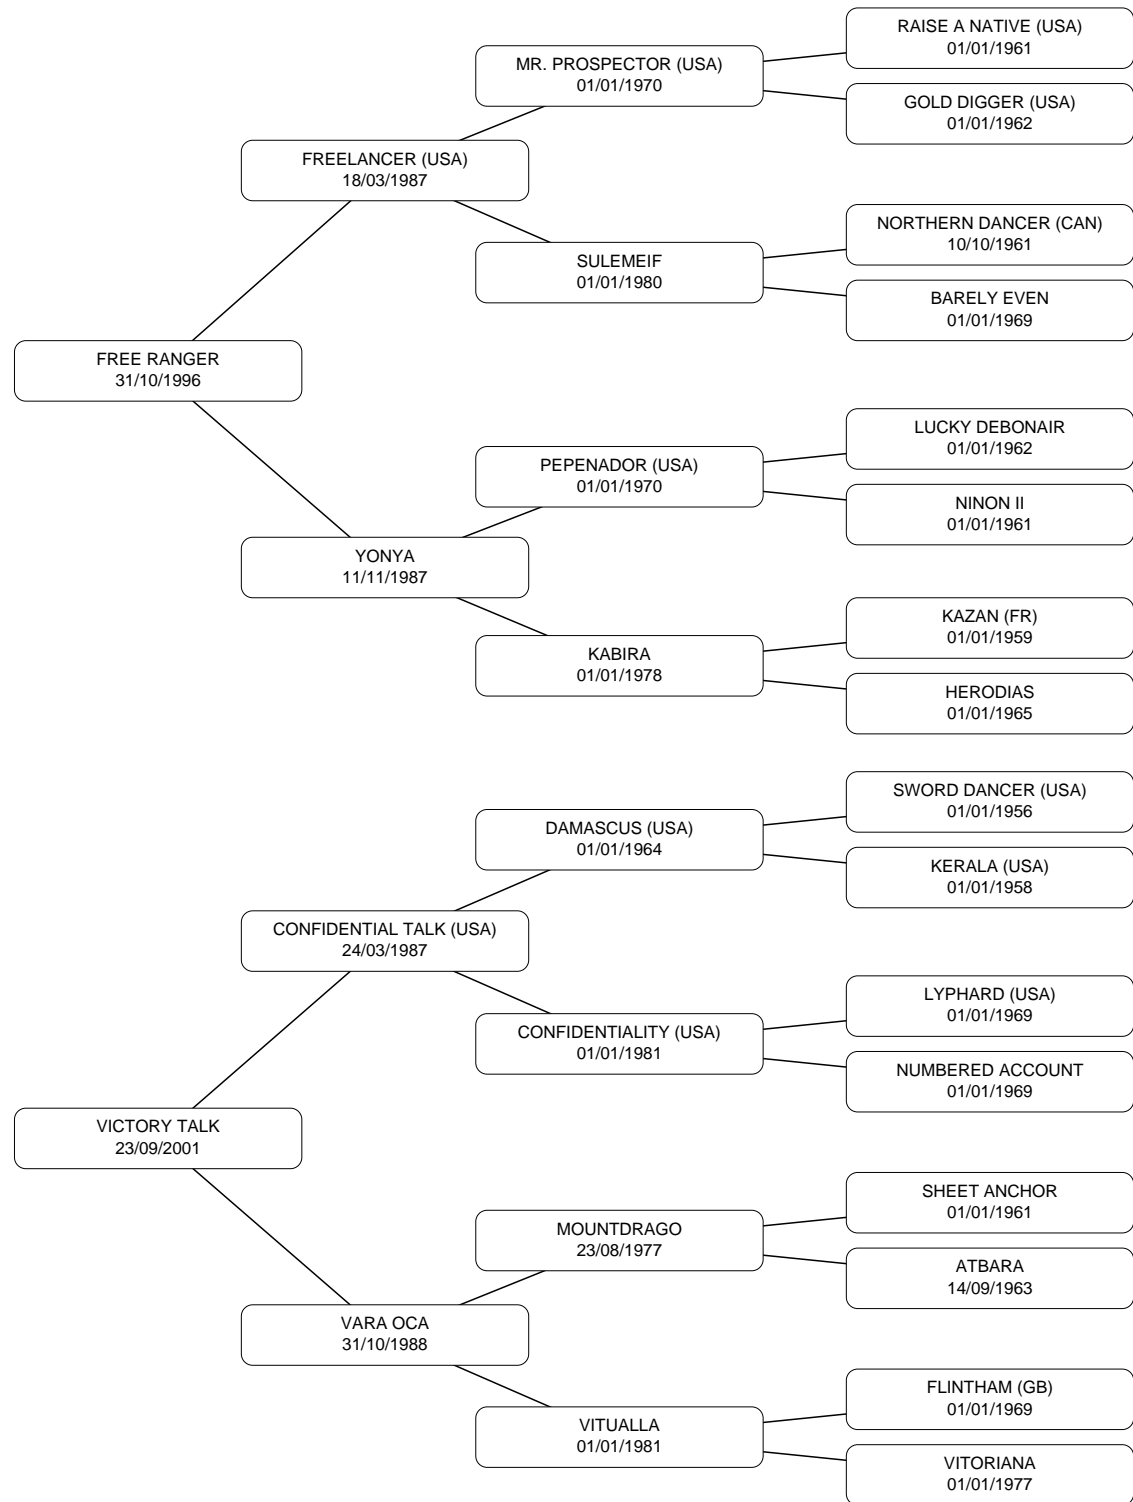 RAISE A NATIVE (USA)
01/01/1961
MR. PROSPECTOR (USA)
01/01/1970
GOLD DIGGER (USA)
01/01/1962
FREELANCER (USA)
18/03/1987
NORTHERN DANCER (CAN)
10/10/1961
SULEMEIF
01/01/1980
BARELY EVEN
01/01/1969
FREE RANGER
31/10/1996
LUCKY DEBONAIR
01/01/1962
PEPENADOR (USA)
01/01/1970
NINON II
01/01/1961
YONYA
11/11/1987
KAZAN (FR)
01/01/1959
KABIRA
01/01/1978
HERODIAS
01/01/1965
SWORD DANCER (USA)
01/01/1956
DAMASCUS (USA)
01/01/1964
KERALA (USA)
01/01/1958
CONFIDENTIAL TALK (USA)
24/03/1987
LYPHARD (USA)
01/01/1969
CONFIDENTIALITY (USA)
01/01/1981
NUMBERED ACCOUNT
01/01/1969
VICTORY TALK
23/09/2001
SHEET ANCHOR
01/01/1961
MOUNTDRAGO
23/08/1977
ATBARA
14/09/1963
VARA OCA
31/10/1988
FLINTHAM (GB)
01/01/1969
VITUALLA
01/01/1981
VITORIANA
01/01/1977